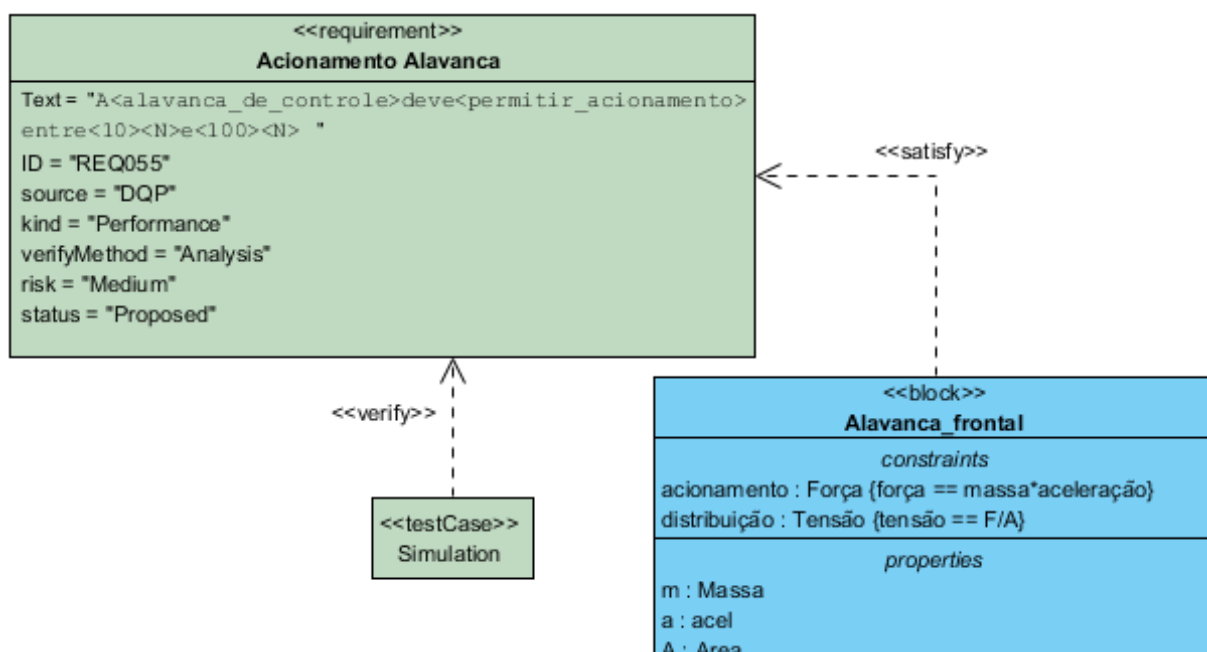 <<requirement>>
Acionamento Alavanca
Text = "A<alavanca_de_controle>deve<permitir_acionamento>
entre<10><N>e<100><N> "
ID = "REQ055"
source = "DQP"
kind = "Performance"
verifyMethod = "Analysis"
risk = "Medium"
status = "Proposed"
<<satisfy>>
<<verify>>
<<testCase>>
Simulation
<<block>>
Alavanca_frontal
constraints
acionamento : Força {força == massa*aceleração}
distribuição : Tensão {tensão == F/A}
properties
m : Massa
a : acel
A : Area